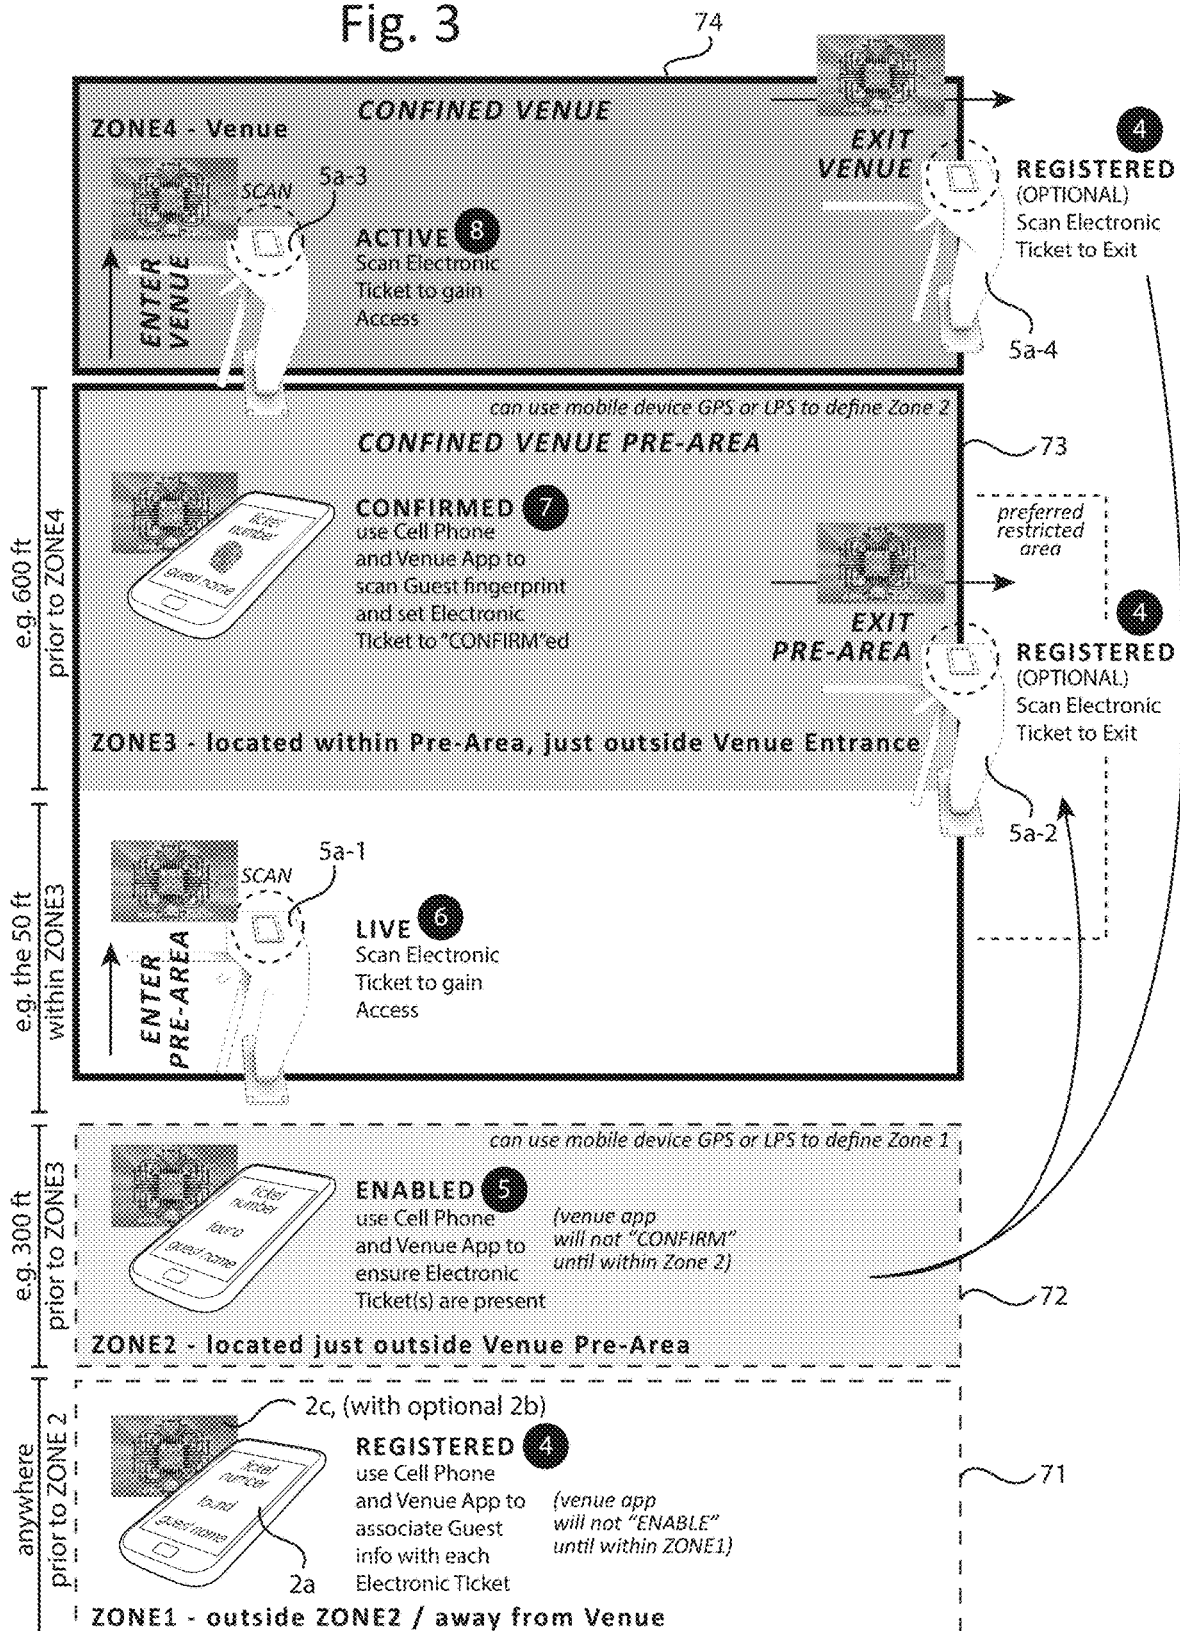 Fig. 3
74
CONFINED VENUE
ZONE4 - Venue
EXIT
VENUE
4
REGISTERED
(OPTIONAL)
Scan Electronic
Ticket to Exit
5a-4
SCAN
5a-3
ENTER
VENUE
ACTIVE 8
Scan Electronic
Ticket to gain
Access
e.g. 600 ft
prior to ZONE4
can use mobile device GPS or LPS to define Zone 2
CONFINED VENUE PRE-AREA
73
ticket
number
guest name
CONFIRMED 7
use Cell Phone
and Venue App to
scan Guest fingerprint
and set Electronic
Ticket to "CONFIRM"ed
preferred
restricted
area
EXIT
PRE-AREA
4
REGISTERED
(OPTIONAL)
Scan Electronic
Ticket to Exit
5a-2
ZONE3 - located within Pre-Area, just outside Venue Entrance
e.g. the 50 ft
within ZONE3
SCAN
5a-1
ENTER
PRE-AREA
LIVE 6
Scan Electronic
Ticket to gain
Access
e.g. 300 ft
prior to ZONE3
can use mobile device GPS or LPS to define Zone 1
ticket
number
guest name
ENABLED 5
use Cell Phone
and Venue App to
ensure Electronic
Ticket(s) are present
(venue app
will not "CONFIRM"
until within Zone 2)
72
ZONE2 - located just outside Venue Pre-Area
anywhere
prior to ZONE 2
2c, (with optional 2b)
ticket
number
found
guest name
2a
REGISTERED 4
use Cell Phone
and Venue App to
associate Guest
info with each
Electronic Ticket
(venue app
will not "ENABLE"
until within ZONE1)
71
ZONE1 - outside ZONE2 / away from Venue